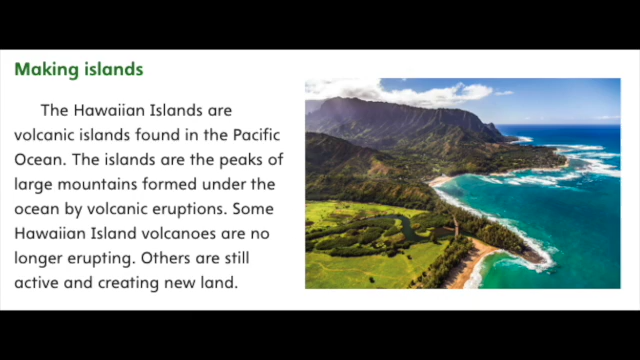 Making islands
The Hawaiian Islands are
volcanic islands found in the Pacific
Ocean. The islands are the peaks of
large mountains formed under the
ocean by volcanic eruptions. Some
Hawaiian Island volcanoes are no
longer erupting. Others are still
active and creating new land.